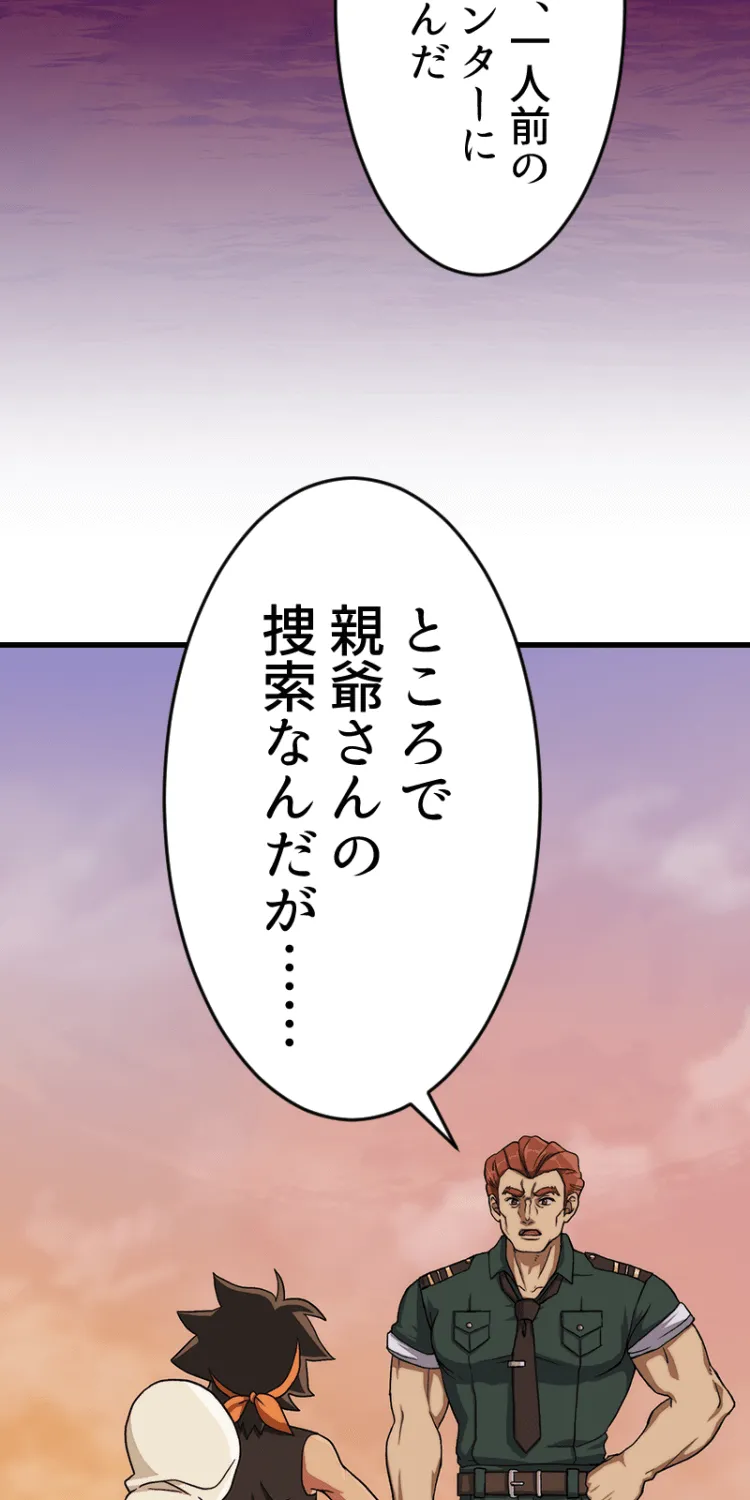 、一人前の
ンターに
んだ
ところで
親爺さんの
捜索なんだが……